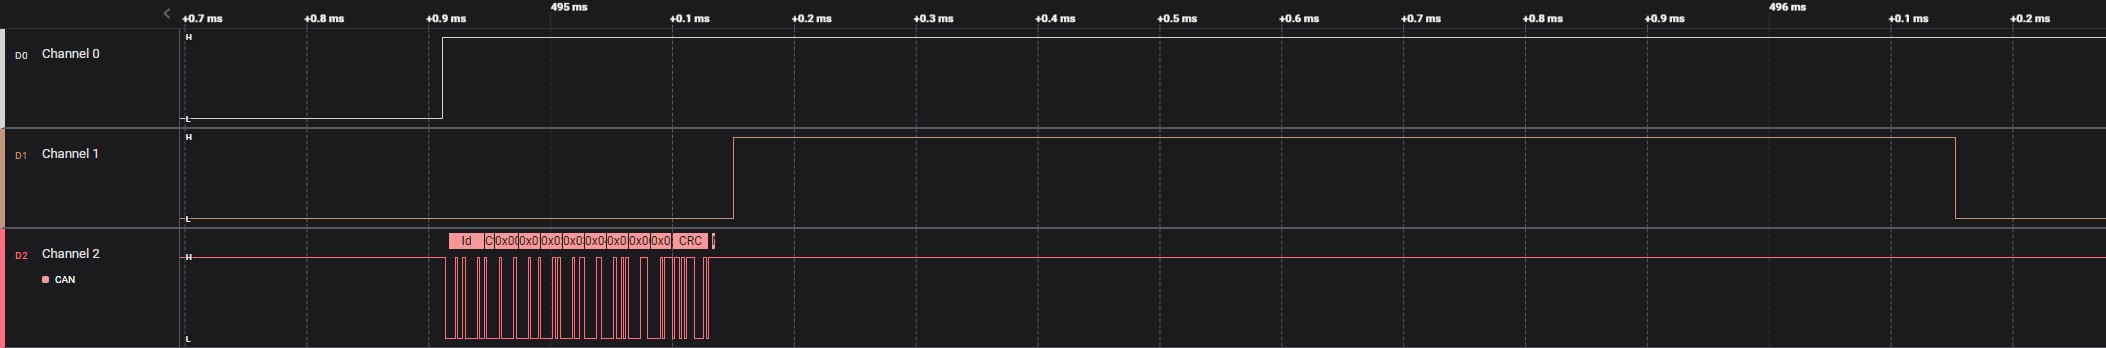 495 ms 496 ms
+0.7 ms +0.8 ms +0.9 ms +0.1 ms +0.2 ms +0.3 ms +0.4 ms +0.5 ms +0.6 ms +0.7 ms +0.8 ms +0.9 ms +0.1 ms +0.2 ms
H
D0 Channel 0
L
H
D1 Channel 1
L
Id C 0x00 0x0 0x0 0x0 0x0 0x0 0x0 0x0 CRC
D2 Channel 2 H
CAN
L